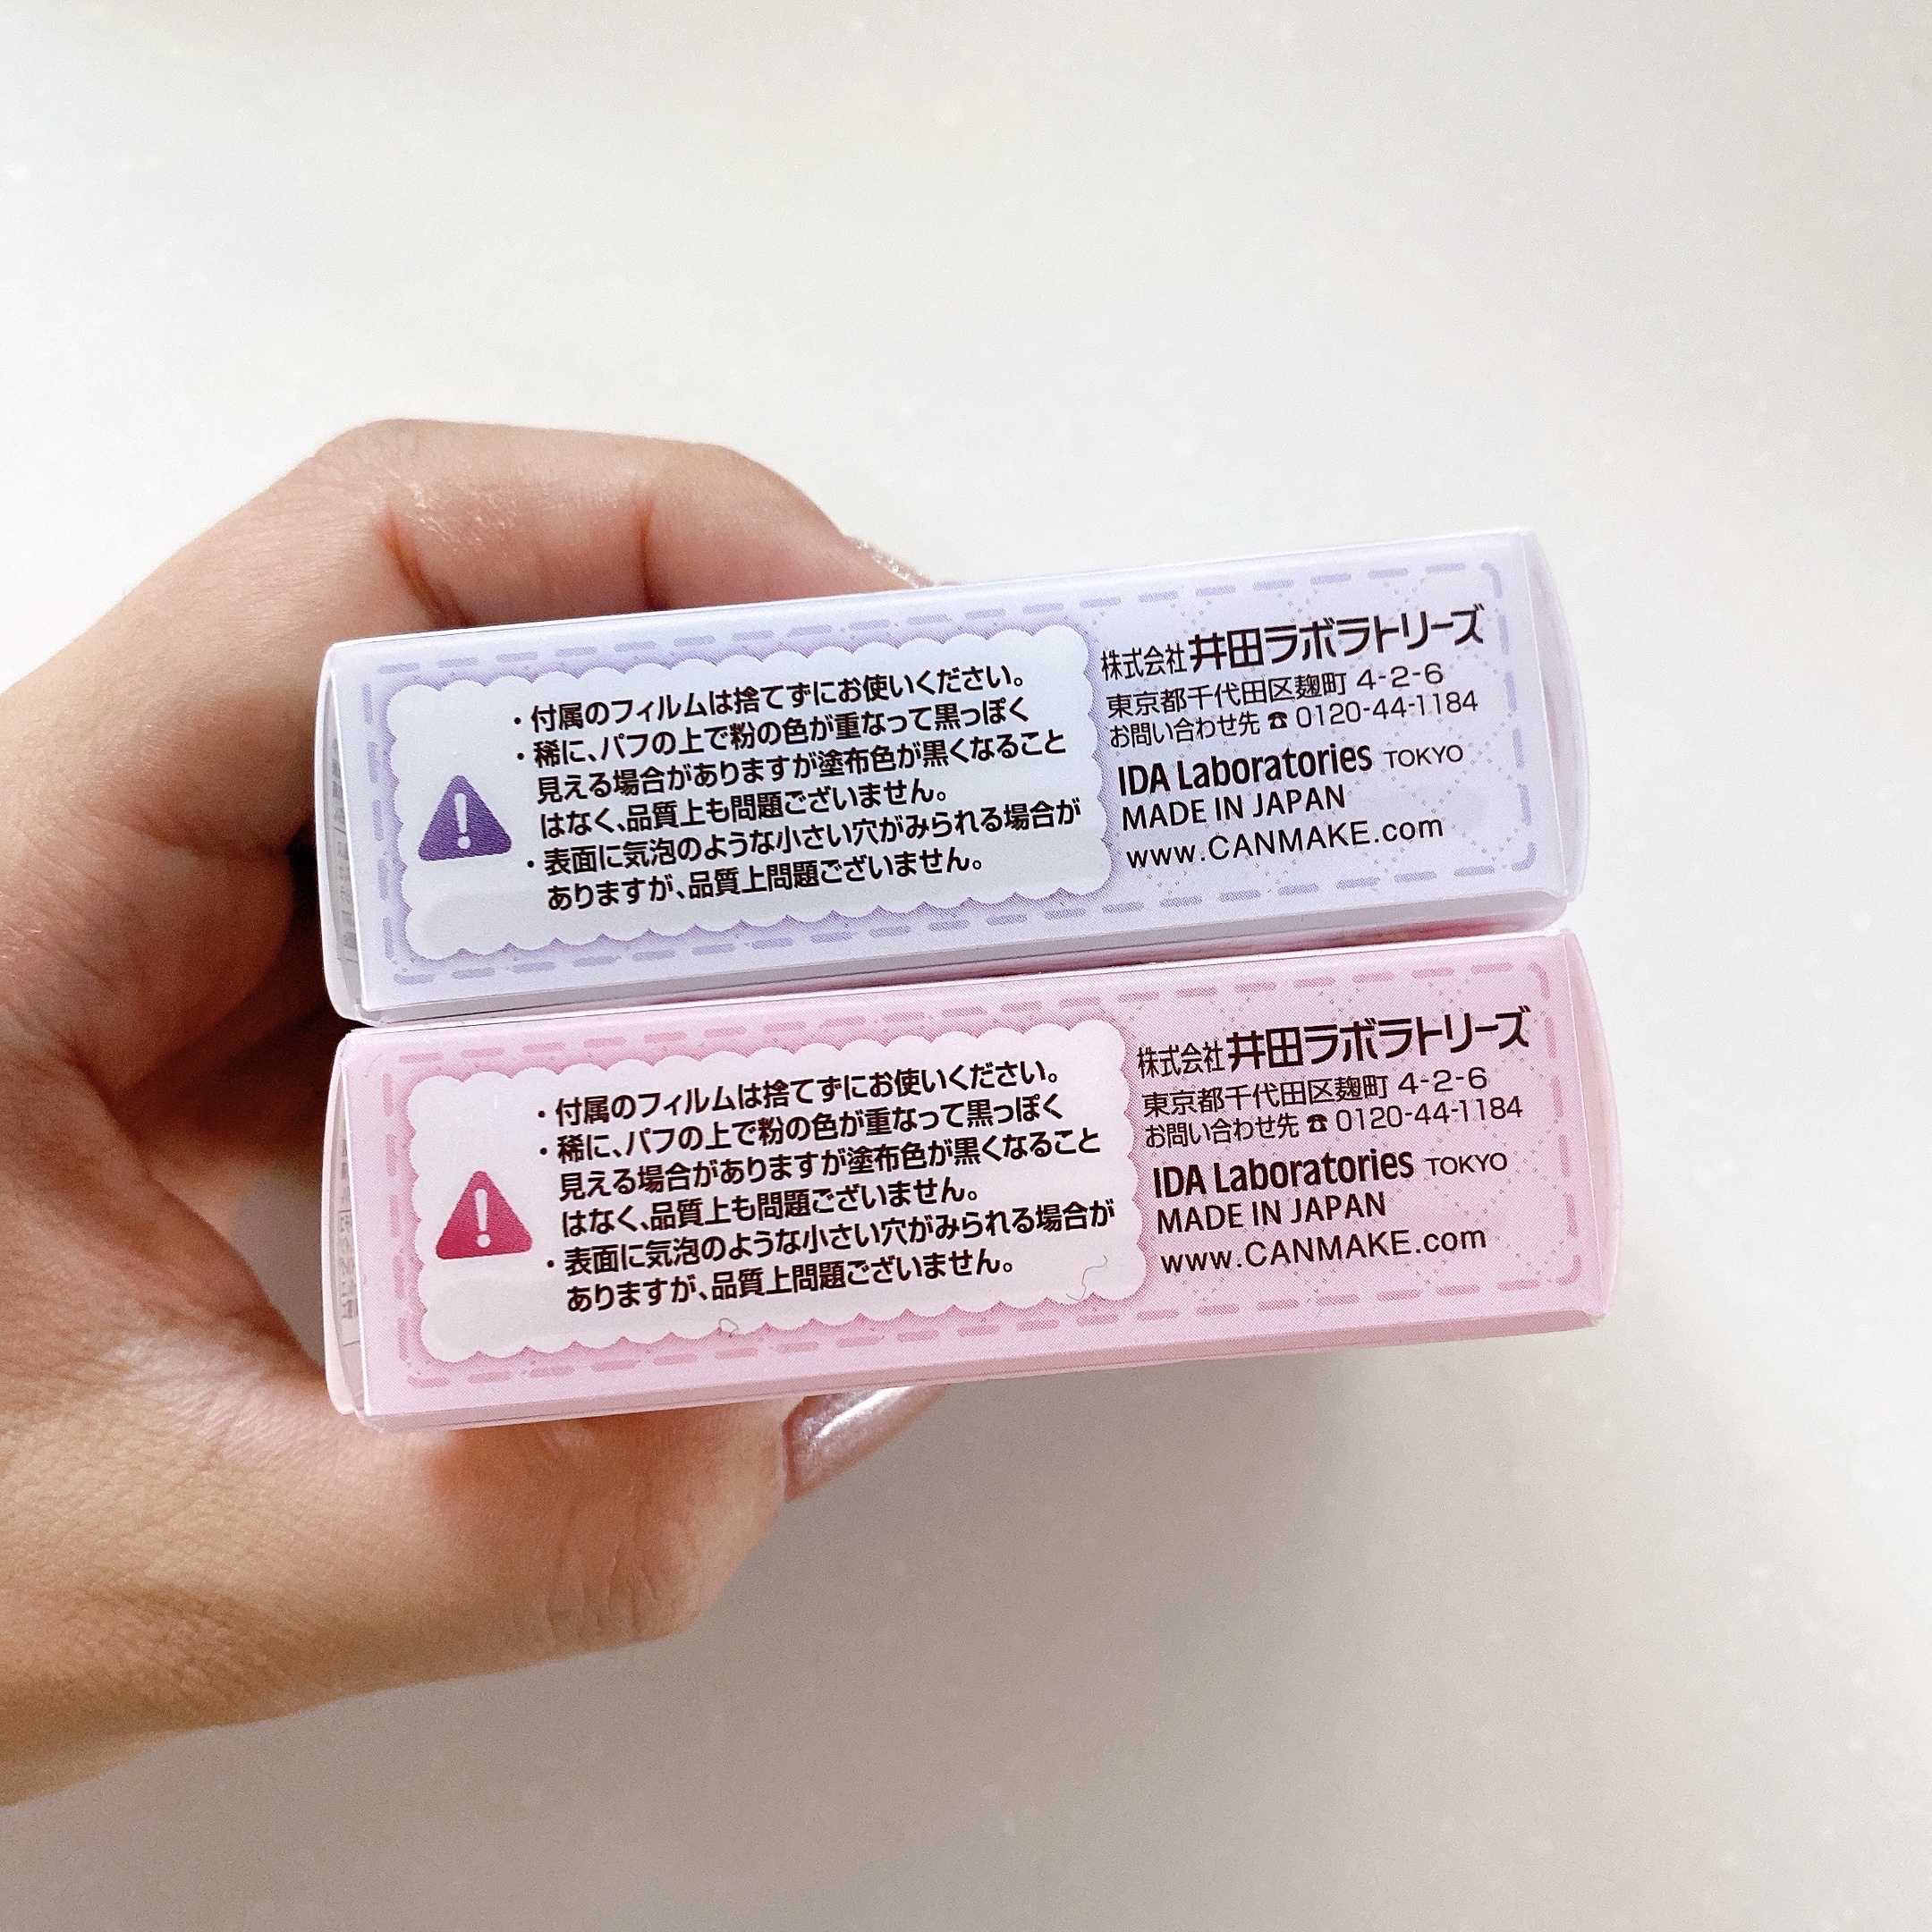 ・付属のフィルムは捨てずにお使いください。
・稀に、パフの上で粉の色が重なって黒っぽく
見える場合がありますが塗布色が黒くなること
はなく、品質上も問題ございません。
・表面に気泡のような小さい穴がみられる場合が
ありますが、品質上問題ございません。
株式会社井田ラボラトリーズ
東京都千代田区麹町 4-2-6
お問い合わせ先 ☎ 0120-44-1184
IDA Laboratories TOKYO
MADE IN JAPAN
www.CANMAKE.com
・付属のフィルムは捨てずにお使いください。
・稀に、パフの上で粉の色が重なって黒っぽく
見える場合がありますが塗布色が黒くなること
はなく、品質上も問題ございません。
・表面に気泡のような小さい穴がみられる場合が
ありますが、品質上問題ございません。
株式会社井田ラボラトリーズ
東京都千代田区麹町 4-2-6
お問い合わせ先 ☎ 0120-44-1184
IDA Laboratories TOKYO
MADE IN JAPAN
www.CANMAKE.com